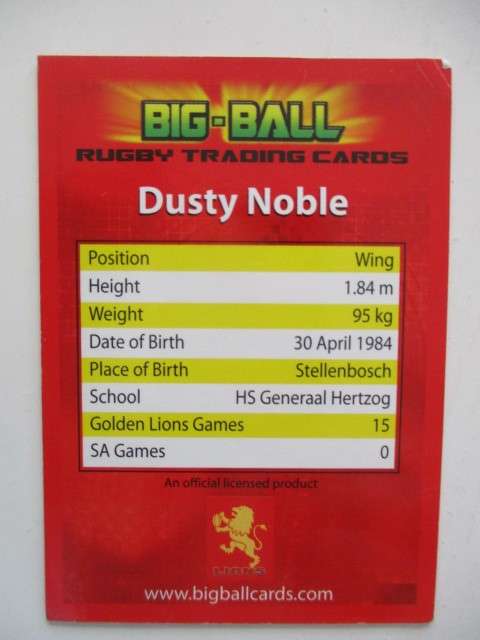 BIG-BALL
RUGBY TRADING CARDS
Dusty Noble
Position Wing
Height 1.84 m
Weight 95 kg
Date of Birth 30 April 1984
Place of Birth Stellenbosch
School HS Generaal Hertzog
Golden Lions Games 15
SA Games 0
An official licensed product
LIONS
www.bigballcards.com